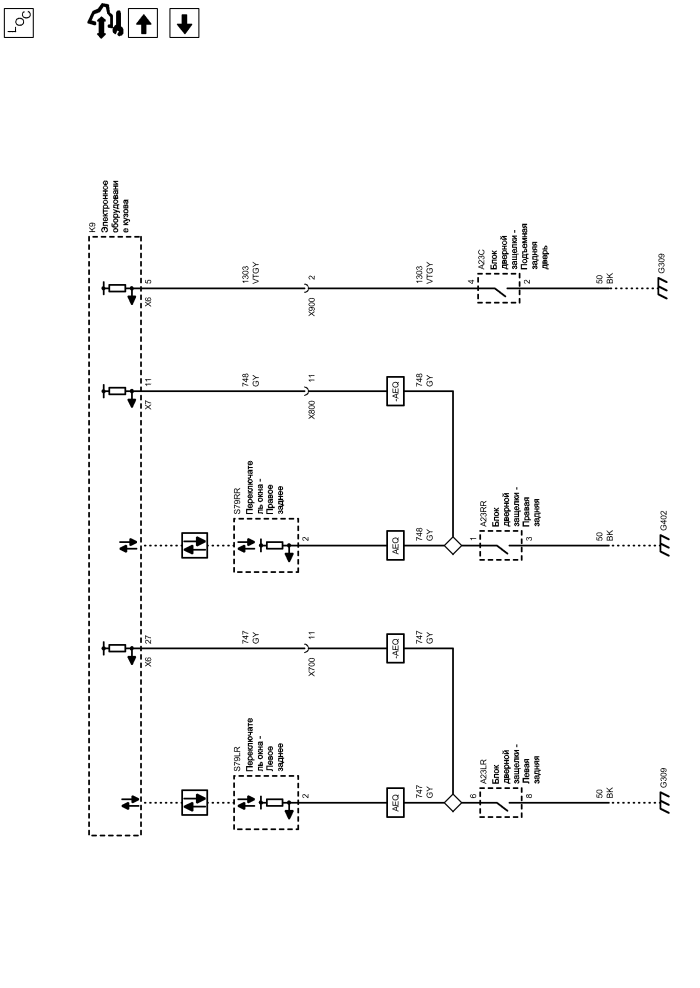 LOC
K9
Электронное
оборудовани
е кузова
5
X6
1303
VTGY
2
X900
1303
VTGY
4
A23C
Блок
дверной
защелки -
Подъемная
задняя
дверь
2
50
BK
G309
11
X7
748
GY
11
X800
-AEQ
748
GY
S79RR
Переключате
ль окна -
Правое
заднее
2
AEQ
748
GY
1
A23RR
Блок
дверной
защелки -
Правая
задняя
3
50
BK
G402
27
X6
747
GY
11
X700
-AEQ
747
GY
S79LR
Переключате
ль окна -
Левое
заднее
2
AEQ
747
GY
6
A23LR
Блок
дверной
защелки -
Левая
задняя
8
50
BK
G309